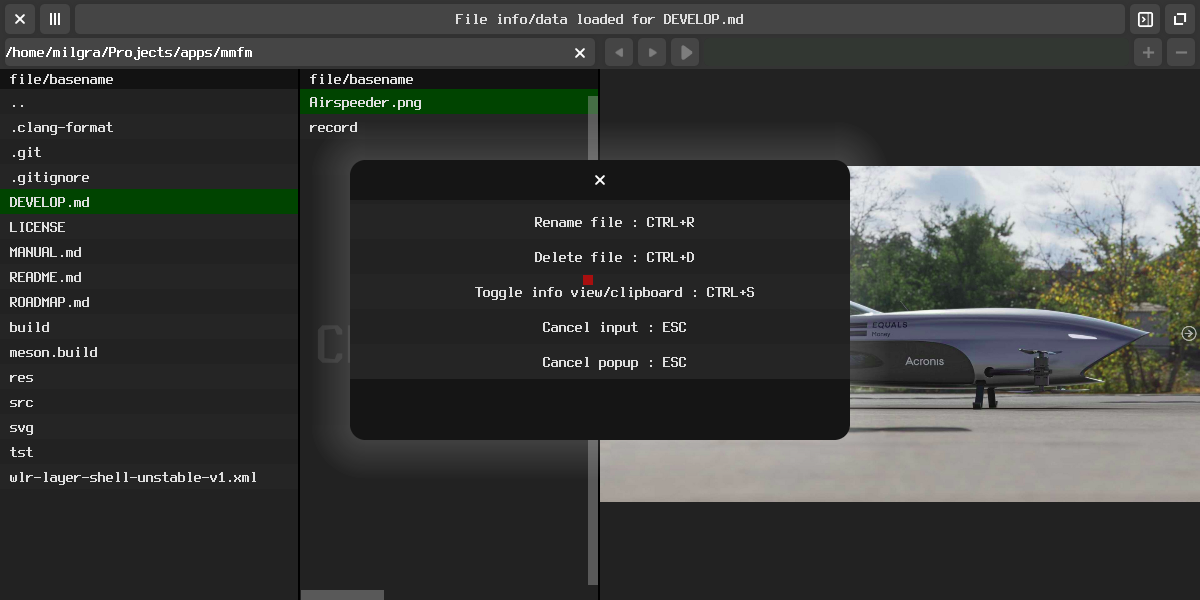 File info/data loaded for DEVELOP.md
/home/milgra/Projects/apps/mmfm
file/basename
..
.clang-format
.git
.gitignore
DEVELOP.md
LICENSE
MANUAL.md
README.md
ROADMAP.md
build
meson.build
res
src
svg
tst
wlr-layer-shell-unstable-v1.xml
file/basename
Airspeeder.png
record
Rename file : CTRL+R
Delete file : CTRL+D
Toggle info view/clipboard : CTRL+S
Cancel input : ESC
Cancel popup : ESC
EQUALS
Money
Acronis